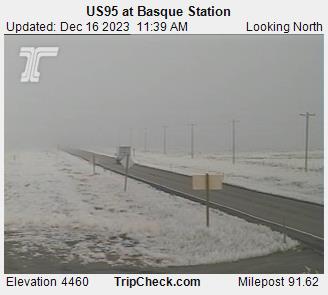 US95 at Basque Station
Updated: Dec 16 2023 11:39 AM Looking North
Elevation 4460 TripCheck.com Milepost 91.62